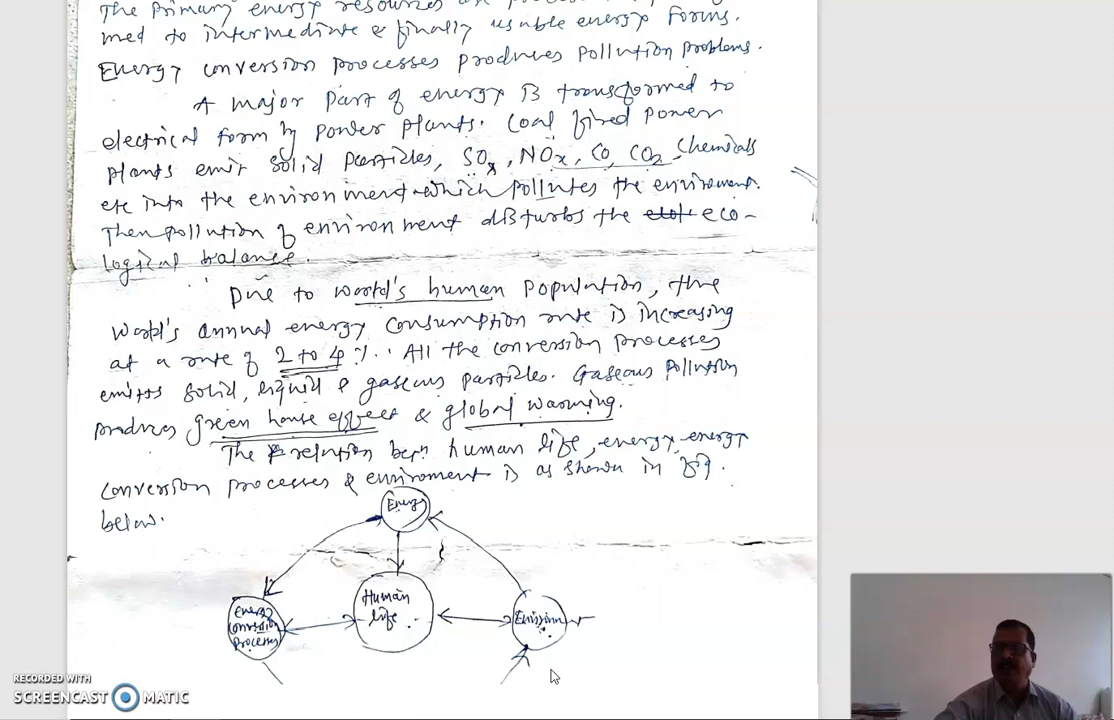 The primary energy resources
med to intermediate & finally usable energy forms.
Energy conversion processes produces pollution problems.
A major part of energy is transformed to
electrical form by power plants. Coal fired power
plants emit solid particles, SOx, NOx, CO, CO2, Chemicals
etc into the environment which pollutes the enviroment.
Then pollution of environment disturbs the eco-
logical balance.
Due to world's human population, the
world's annual energy consumption rate is increasing
at a rate of 2 to 4 %. All the conversion processes
emitts solid, liquid & gaseous particles. Gaseous pollution
produces green house effect & global warming.
The relation betn human life, energy, energy
conversion processes & enviroment is as shown in fig.
below.
Energy
Human
life
Energy
Conversion
Processes
Emission
RECORDED WITH
SCREENCAST MATIC